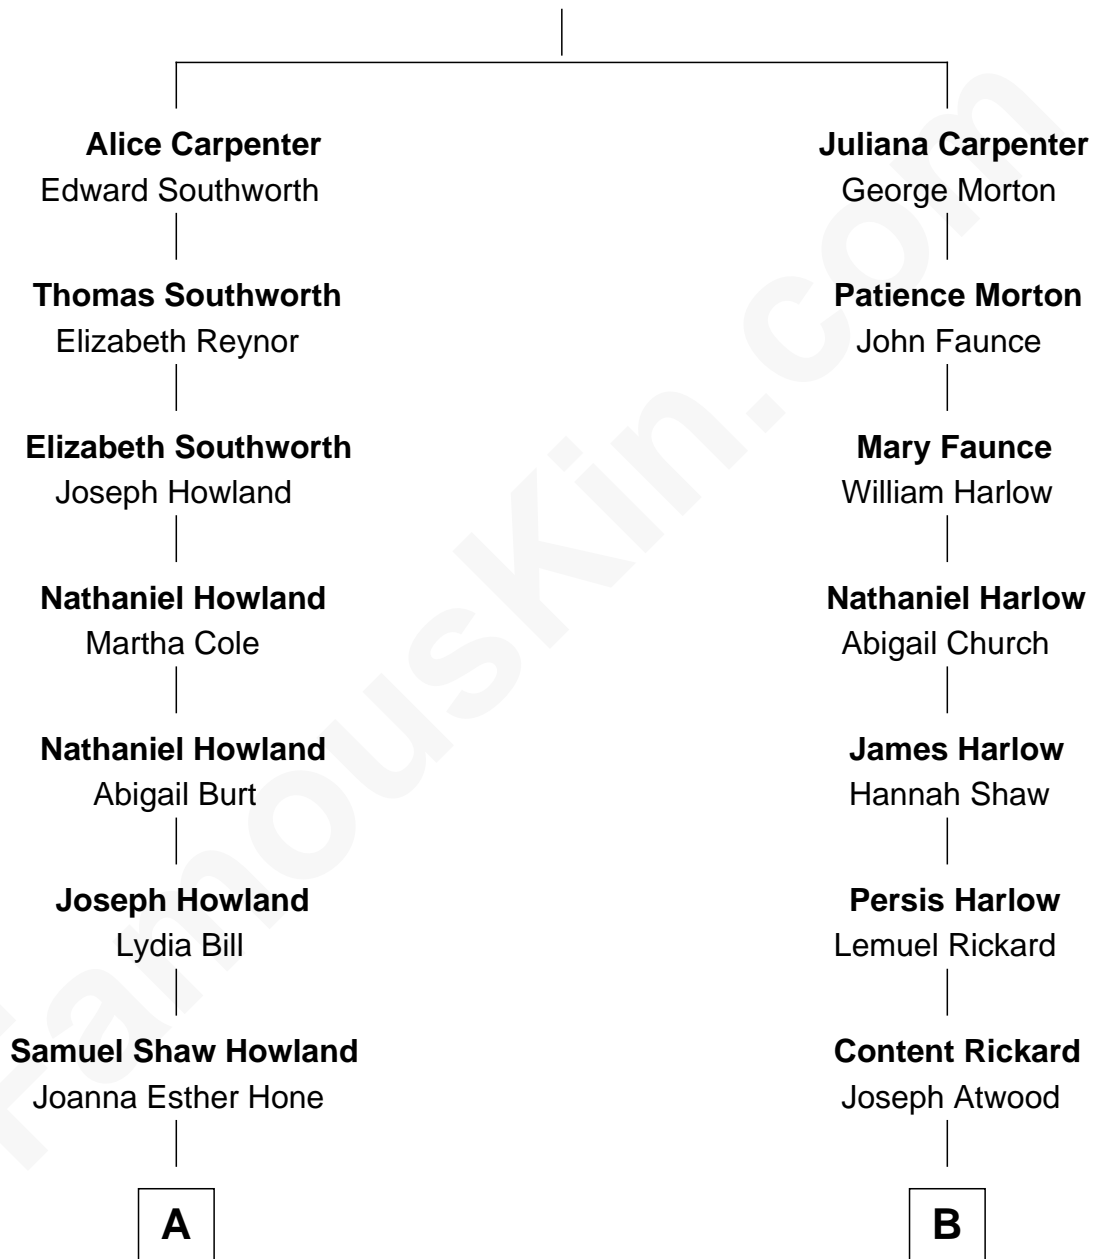 Alice Carpenter
Edward Southworth
Thomas Southworth
Elizabeth Reynor
Elizabeth Southworth
Joseph Howland
Nathaniel Howland
Martha Cole
Nathaniel Howland
Abigail Burt
Joseph Howland
Lydia Bill
Samuel Shaw Howland
Joanna Esther Hone
A
Juliana Carpenter
George Morton
Patience Morton
John Faunce
Mary Faunce
William Harlow
Nathaniel Harlow
Abigail Church
James Harlow
Hannah Shaw
Persis Harlow
Lemuel Rickard
Content Rickard
Joseph Atwood
B
FamousKin.com